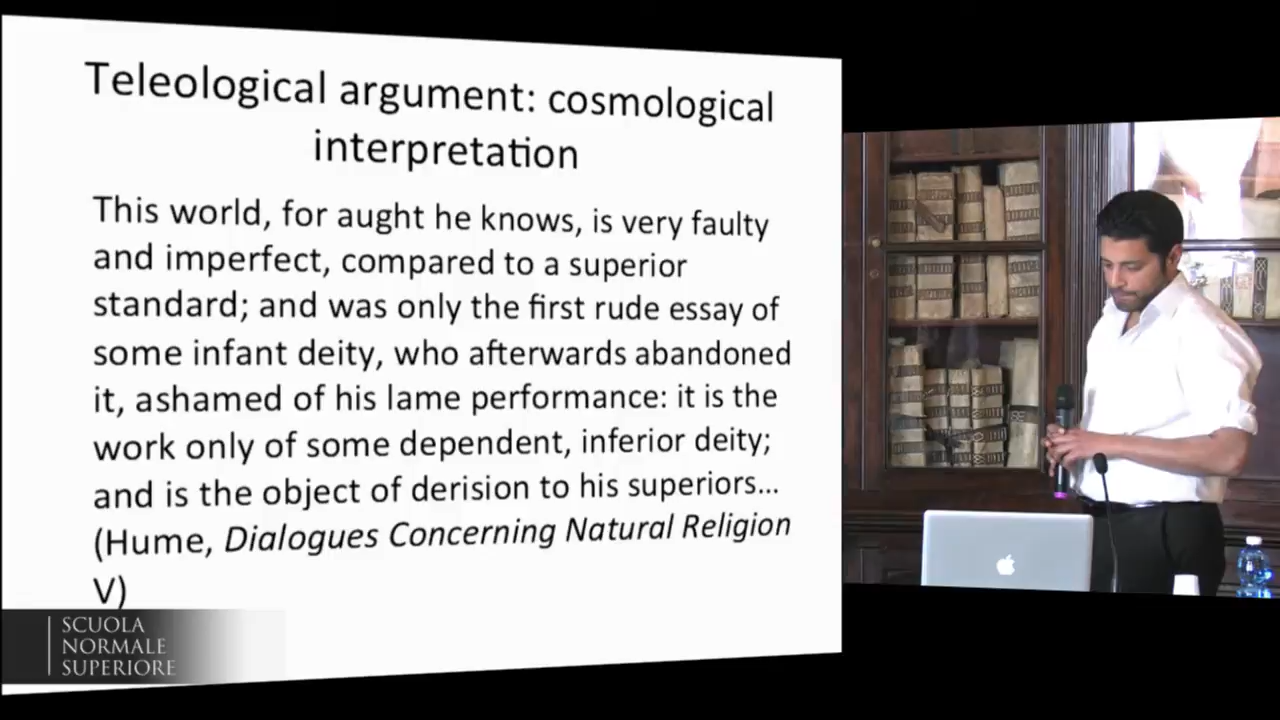 Teleological argument: cosmological
interpretation
This world, for aught he knows, is very faulty
and imperfect, compared to a superior
standard; and was only the first rude essay of
some infant deity, who afterwards abandoned
it, ashamed of his lame performance: it is the
work only of some dependent, inferior deity;
and is the object of derision to his superiors…
(Hume, Dialogues Concerning Natural Religion
V)
SCUOLA
NORMALE
SUPERIORE